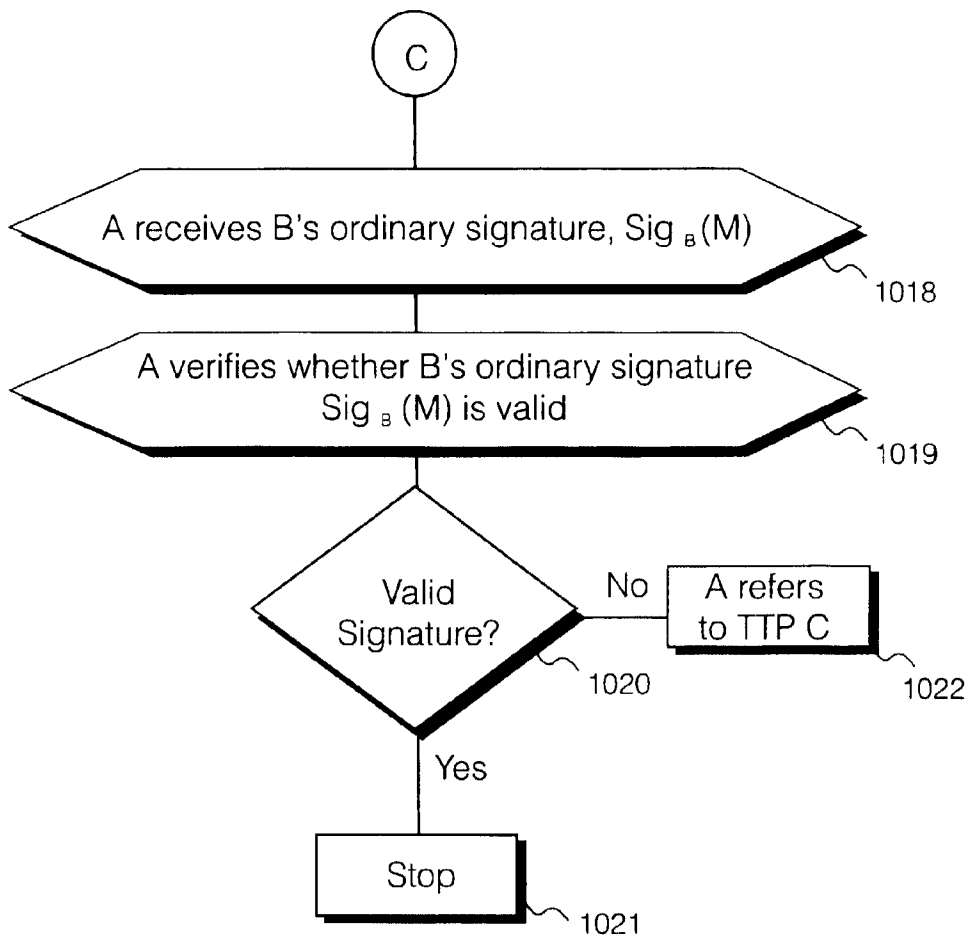 C
A receives B's ordinary signature, Sig B (M)
1018
A verifies whether B's ordinary signature
Sig B (M) is valid
1019
Valid
Signature?
1020
No
A refers
to TTP C
1022
Yes
Stop
1021